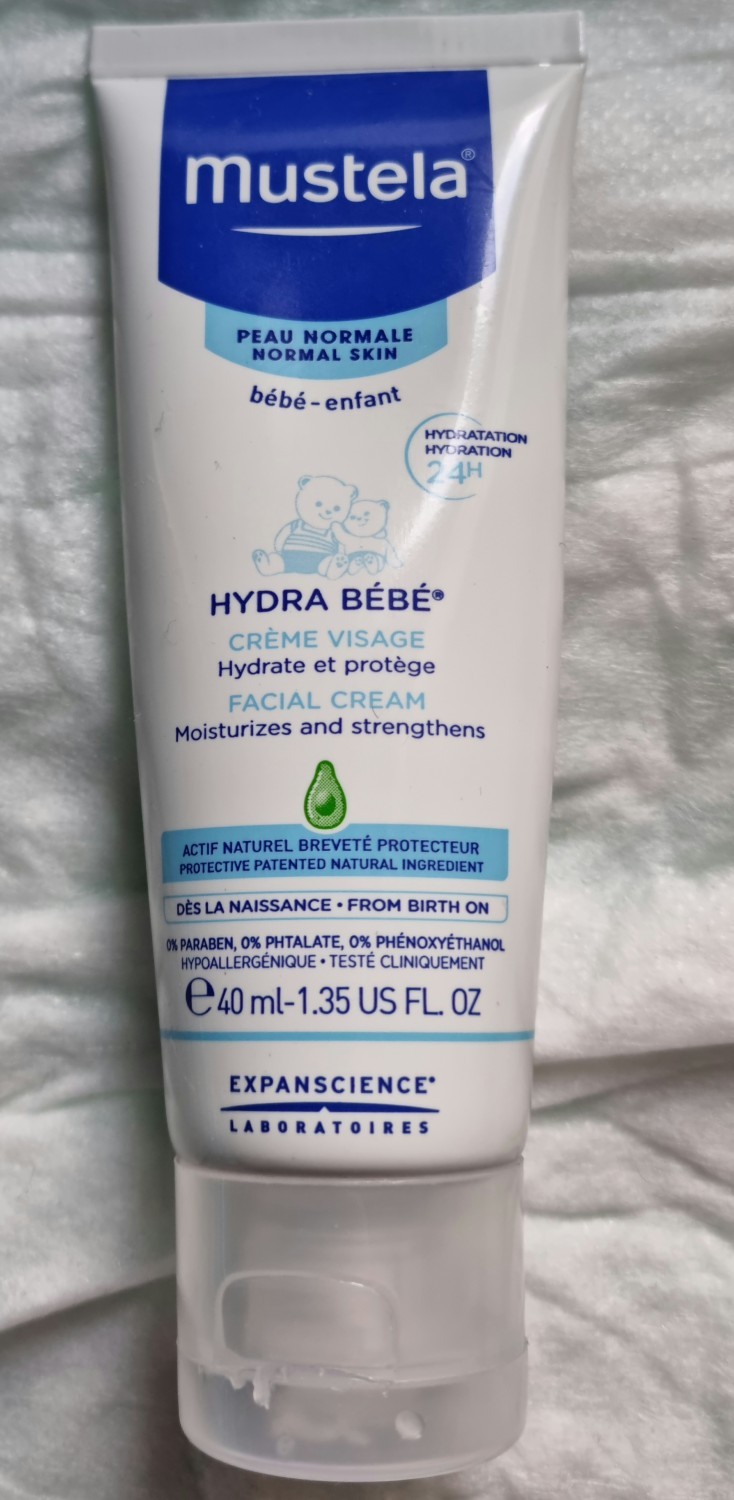 mustela®
PEAU NORMALE
NORMAL SKIN
bébé-enfant
HYDRATATION
HYDRATION
24H
HYDRA BÉBÉ®
CRÈME VISAGE
Hydrate et protège
FACIAL CREAM
Moisturizes and strengthens
ACTIF NATUREL BREVETÉ PROTECTEUR
PROTECTIVE PATENTED NATURAL INGREDIENT
DÈS LA NAISSANCE • FROM BIRTH ON
0% PARABEN, 0% PHTALATE, 0% PHÉNOXYÉTHANOL
HYPOALLERGÉNIQUE • TESTÉ CLINIQUEMENT
℮ 40 ml-1.35 US FL. OZ
EXPANSCIENCE®
LABORATOIRES